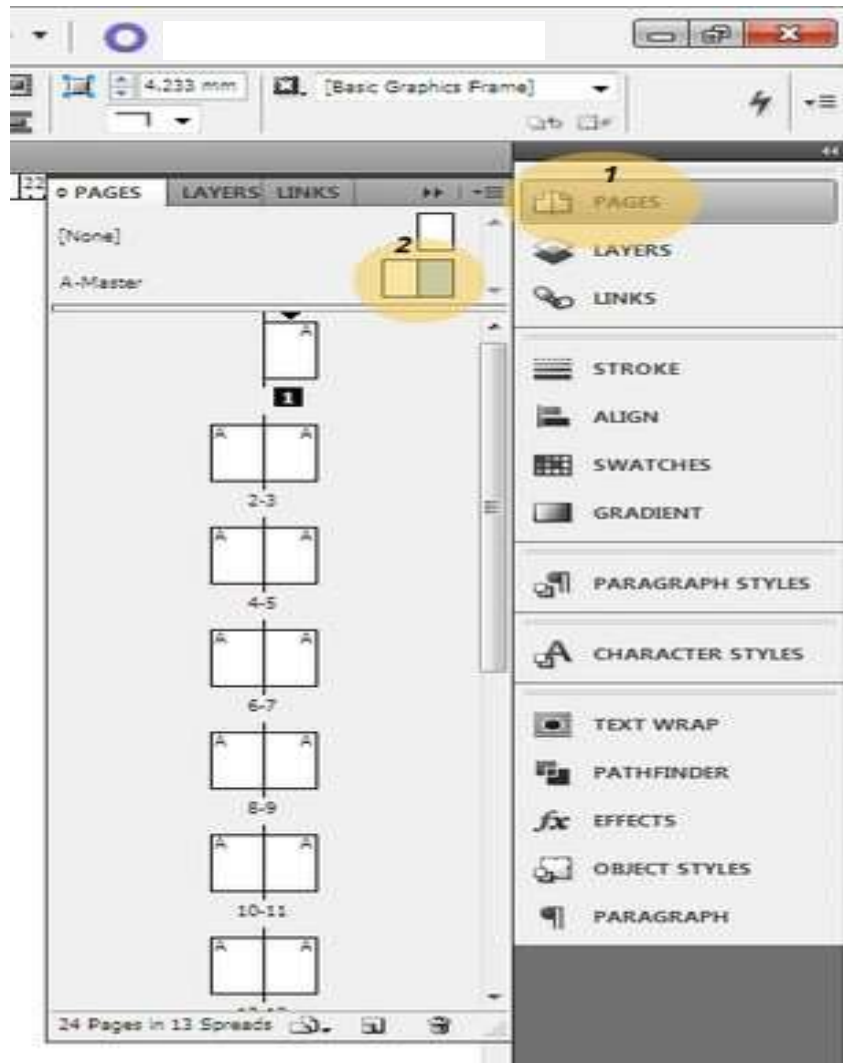 4.233 mm
[Basic Graphics Frame]
22
PAGES LAYERS LINKS
[None]
2
A-Master
A
1
A A
2-3
A A
4-5
A A
6-7
A A
8-9
A A
10-11
A A
24 Pages in 13 Spreads
1
PAGES
LAYERS
LINKS
STROKE
ALIGN
SWATCHES
GRADIENT
PARAGRAPH STYLES
CHARACTER STYLES
TEXT WRAP
PATHFINDER
fx EFFECTS
OBJECT STYLES
PARAGRAPH